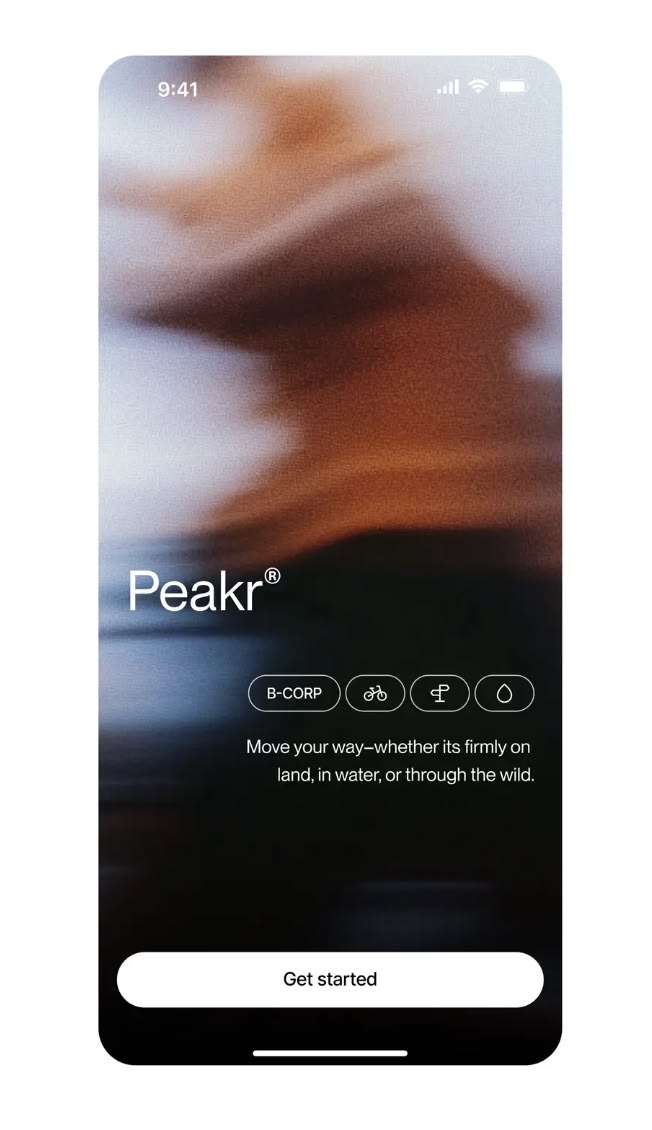 9:41
Peakr®
B-CORP
Move your way–whether its firmly on
land, in water, or through the wild.
Get started